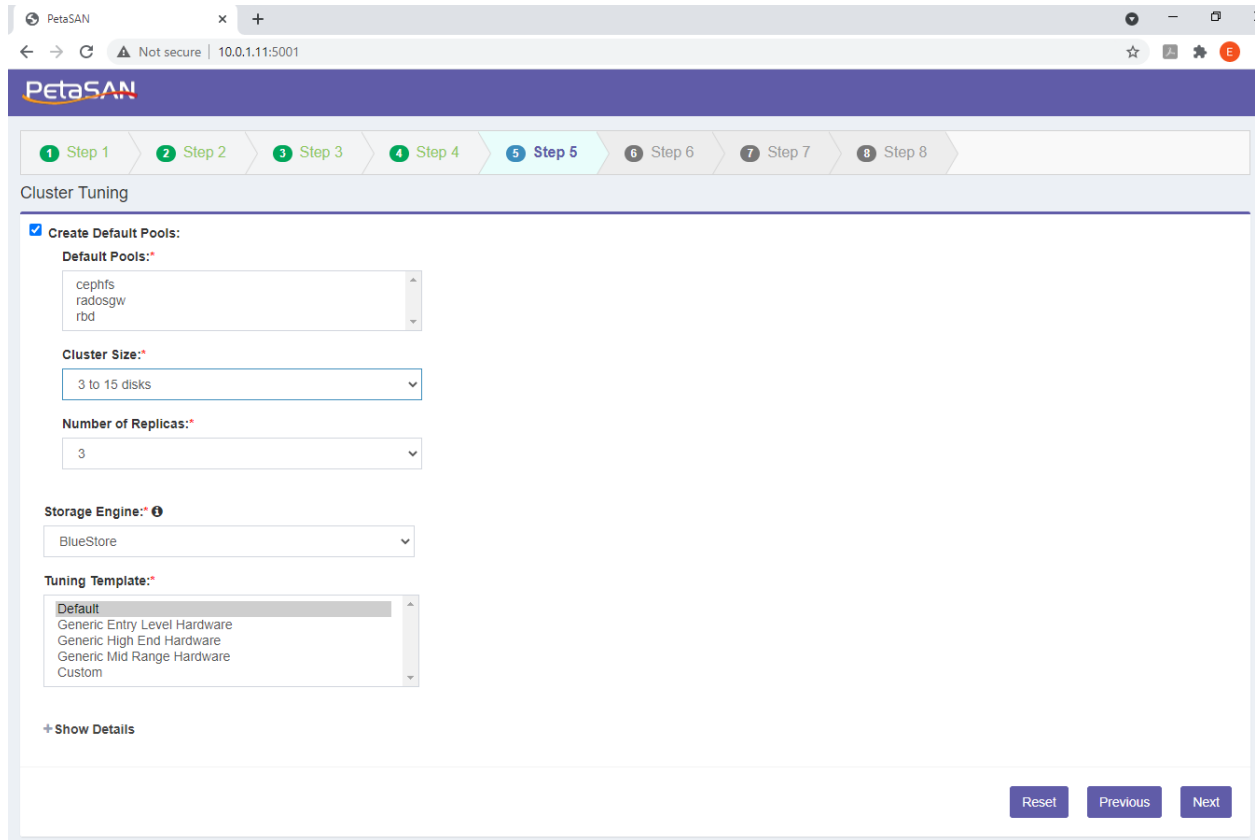 PetaSAN
Not secure | 10.0.1.11:5001
E
PetaSAN
1 Step 1
2 Step 2
3 Step 3
4 Step 4
5 Step 5
6 Step 6
7 Step 7
8 Step 8
Cluster Tuning
Create Default Pools:
Default Pools:*
cephfs
radosgw
rbd
Cluster Size:*
3 to 15 disks
Number of Replicas:*
3
Storage Engine:*
BlueStore
Tuning Template:*
Default
Generic Entry Level Hardware
Generic High End Hardware
Generic Mid Range Hardware
Custom
+Show Details
Reset
Previous
Next